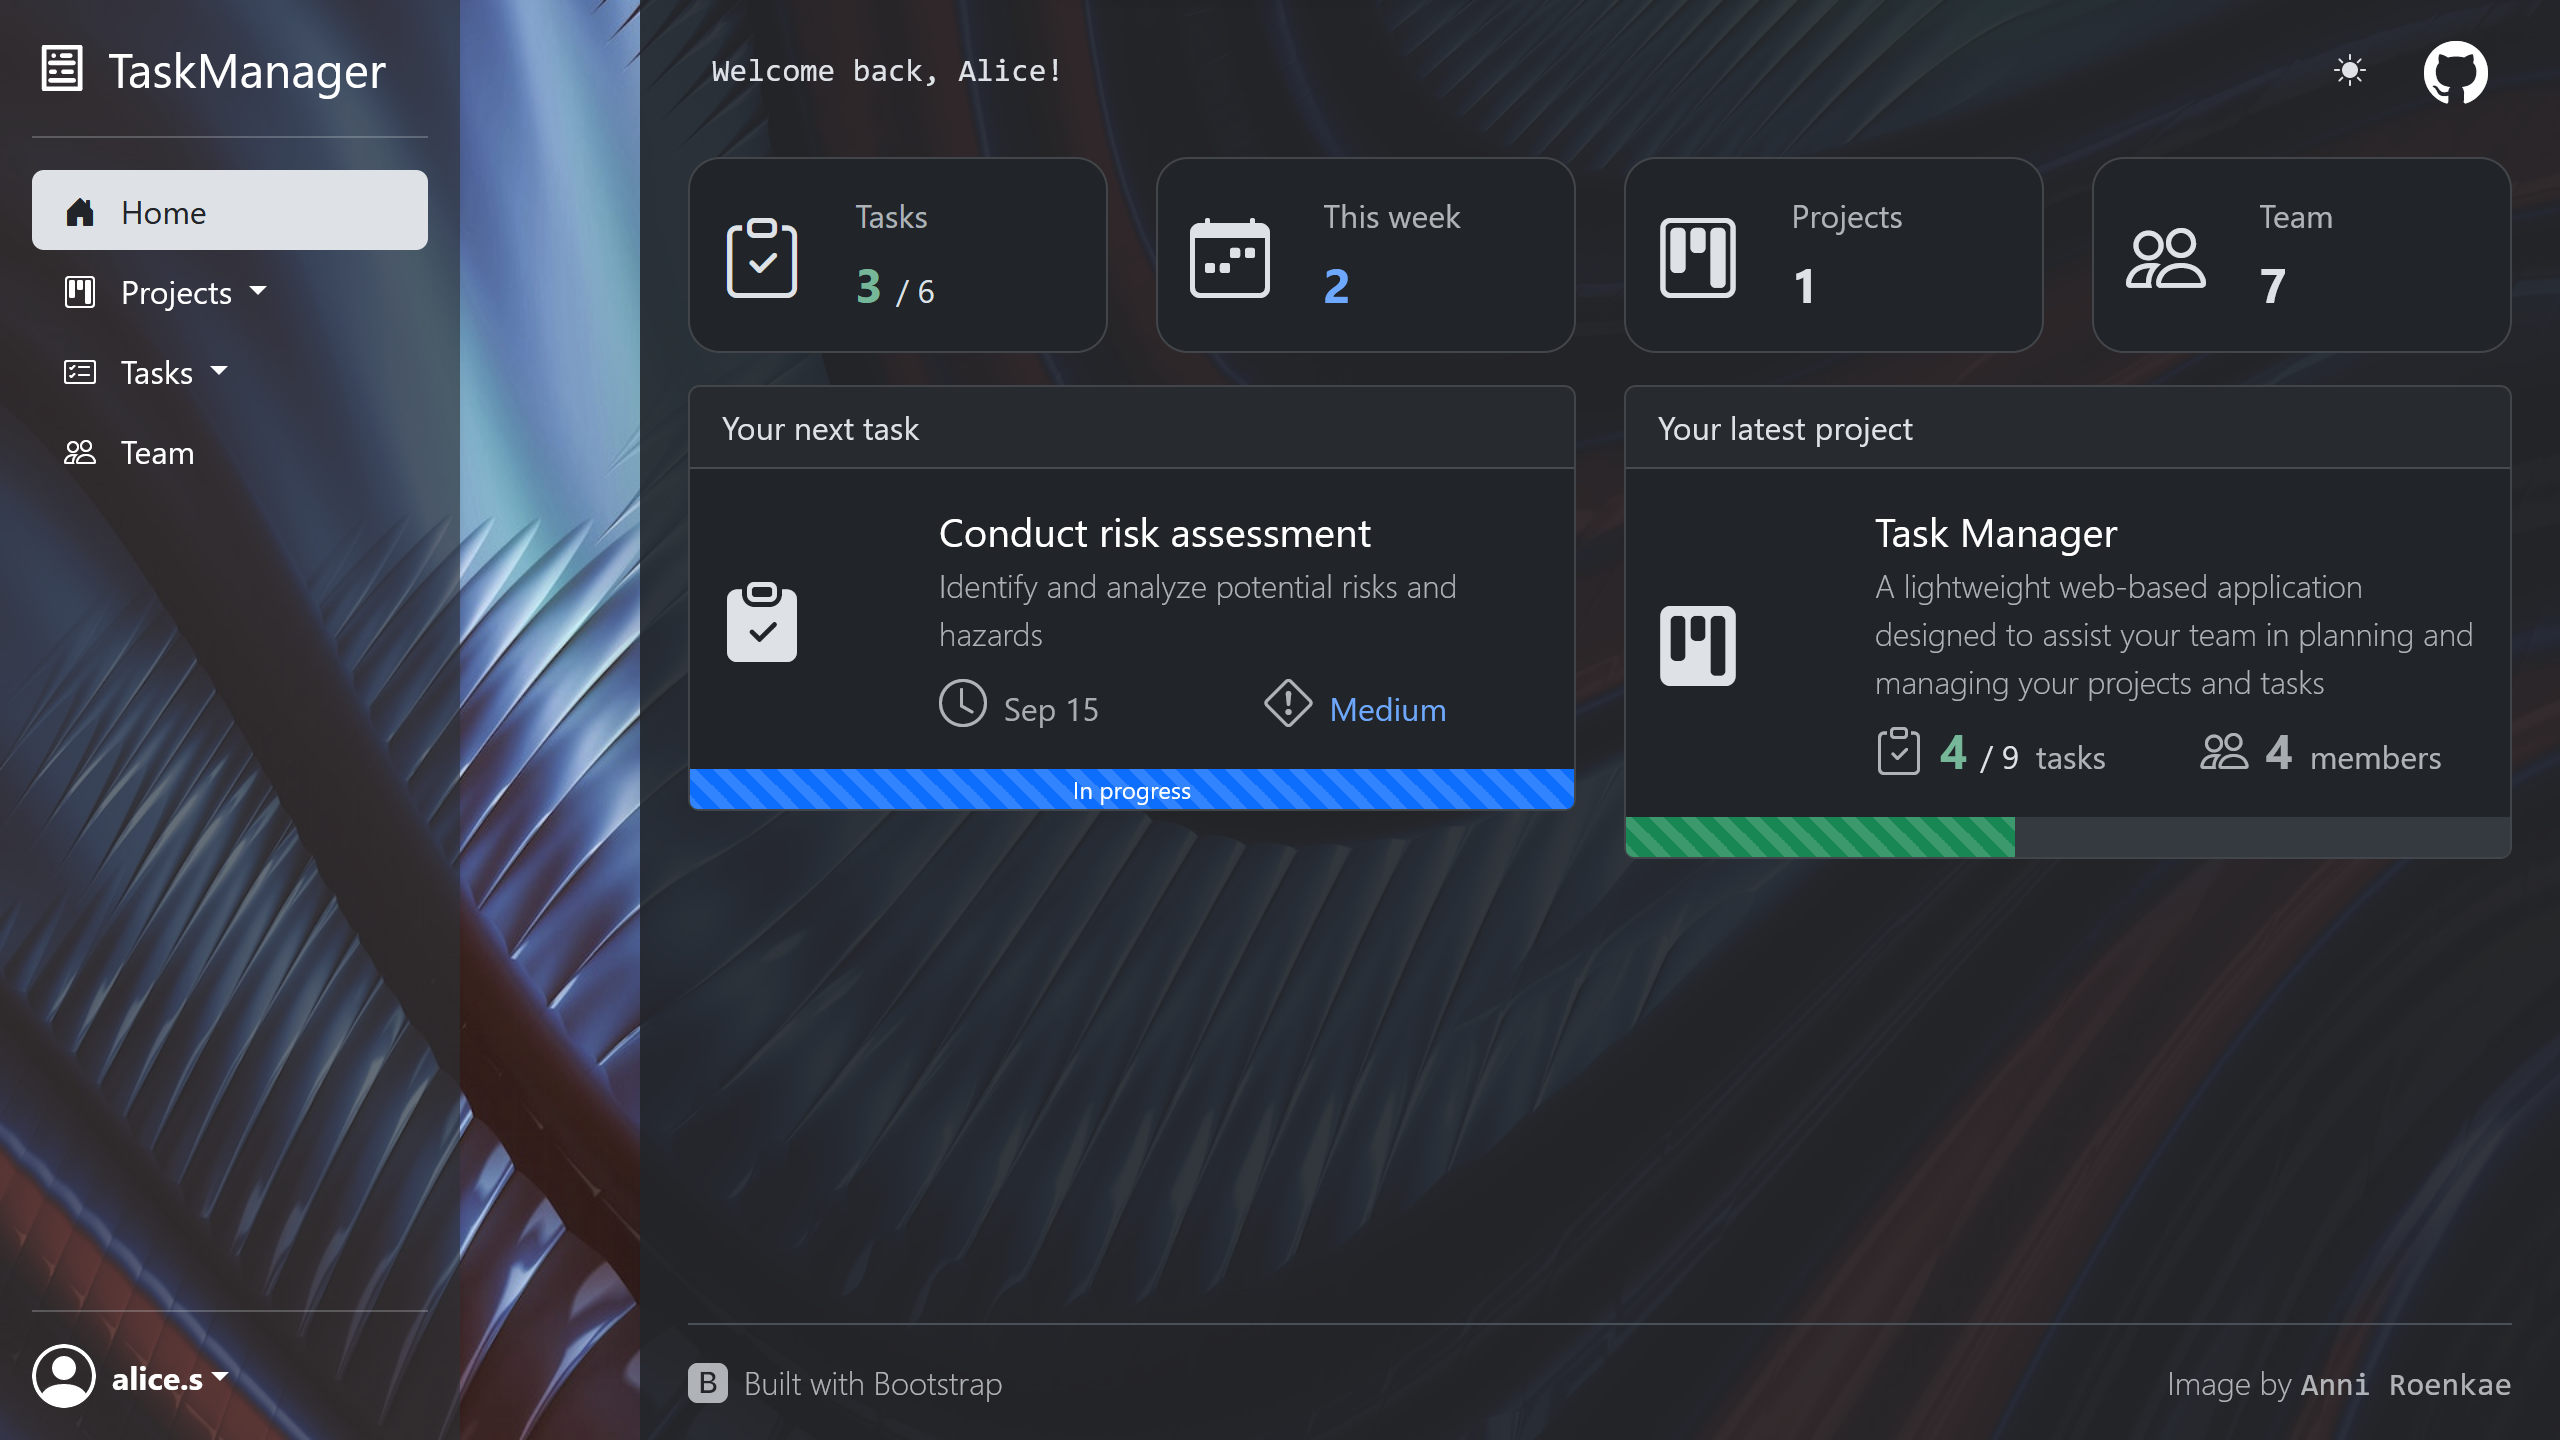 TaskManager
Home
Projects
Tasks
Team
alice.s
Welcome back, Alice!
Tasks
3 / 6
This week
2
Projects
1
Team
7
Your next task
Conduct risk assessment
Identify and analyze potential risks and
hazards
Sep 15
Medium
In progress
Your latest project
Task Manager
A lightweight web-based application
designed to assist your team in planning and
managing your projects and tasks
4 / 9 tasks
4 members
B Built with Bootstrap
Image by Anni Roenkae